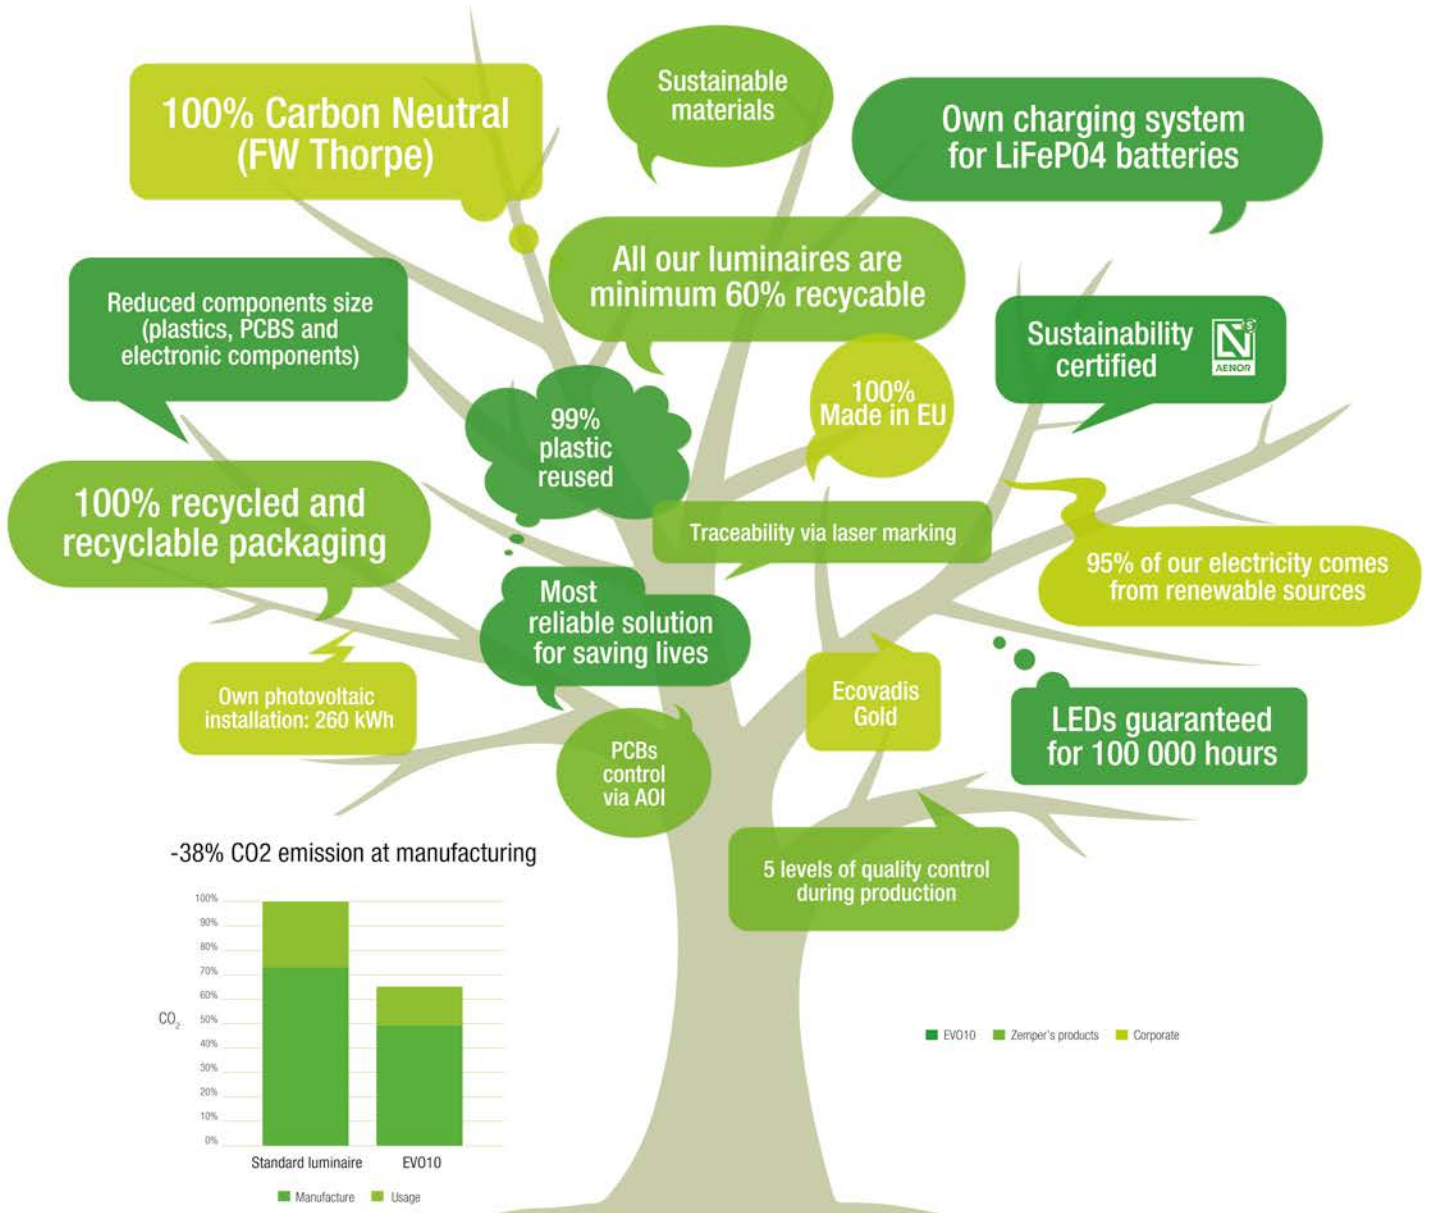 100% Carbon Neutral
(FW Thorpe)
Sustainable
materials
Own charging system
for LiFePO4 batteries
All our luminaires are
minimum 60% recycable
Reduced components size
(plastics, PCBS and
electronic components)
Sustainability
certified
N
S
AENOR
100%
Made in EU
99%
plastic
reused
100% recycled and
recyclable packaging
Traceability via laser marking
95% of our electricity comes
from renewable sources
Most
reliable solution
for saving lives
Own photovoltaic
installation: 260 kWh
Ecovadis
Gold
LEDs guaranteed
for 100 000 hours
PCBs
control
via AOI
5 levels of quality control
during production
-38% CO2 emission at manufacturing
100%
90%
80%
70%
60%
CO2
50%
40%
30%
20%
10%
0%
Standard luminaire
EVO10
Manufacture
Usage
EVO10
Zemper's products
Corporate